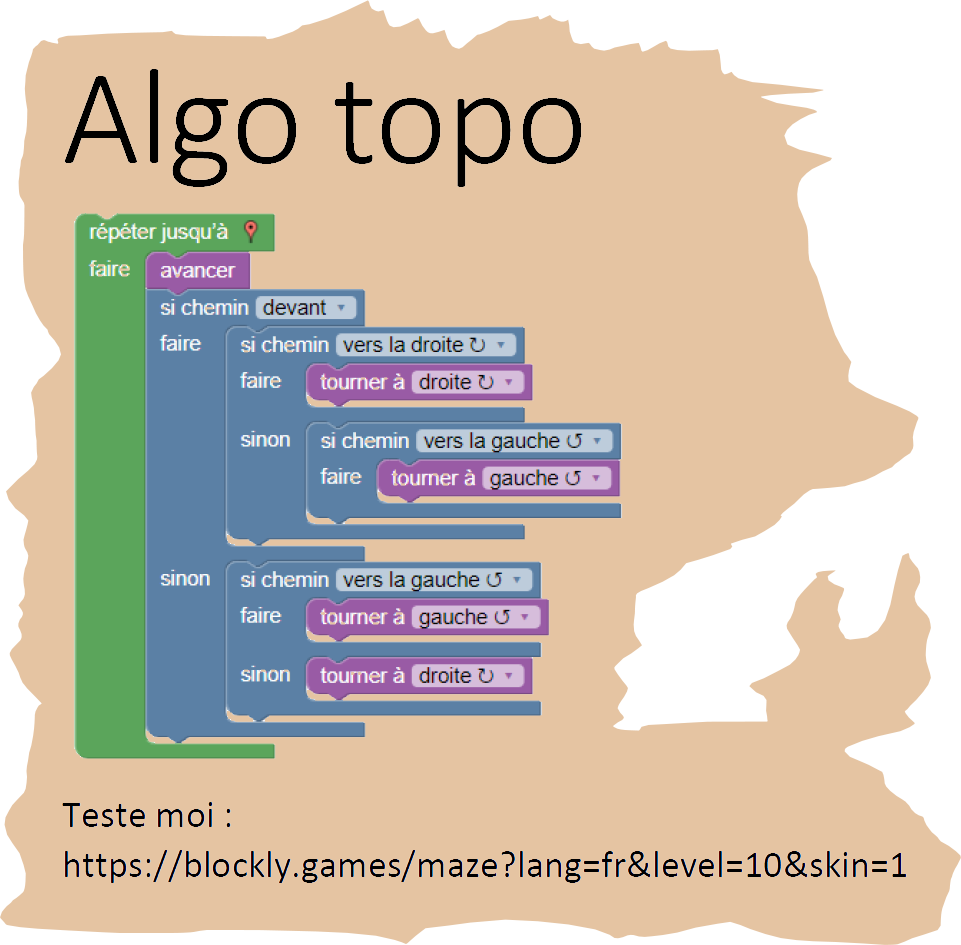 Algo topo
répéter jusqu'à
faire
avancer
si chemin devant
faire
si chemin vers la droite ↻
faire
tourner à droite ↻
sinon
si chemin vers la gauche ↺
faire
tourner à gauche ↺
sinon
si chemin vers la gauche ↺
faire
tourner à gauche ↺
sinon
tourner à droite ↻
Teste moi :
https://blockly.games/maze?lang=fr&level=10&skin=1